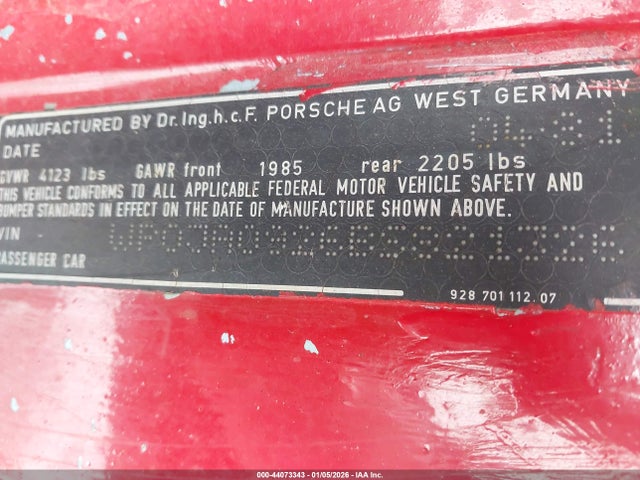 MANUFACTURED BY Dr.Ing.h.c.F. PORSCHE AG WEST GERMANY
DATE 04 81
GVWR 4123 lbs GAWR front 1985 rear 2205 lbs
THIS VEHICLE CONFORMS TO ALL APPLICABLE FEDERAL MOTOR VEHICLE SAFETY AND
BUMPER STANDARDS IN EFFECT ON THE DATE OF MANUFACTURE SHOWN ABOVE.
VIN
PASSENGER CAR
928 701 112.07
000-44073343 | 01/05/2026 - IAA Inc.